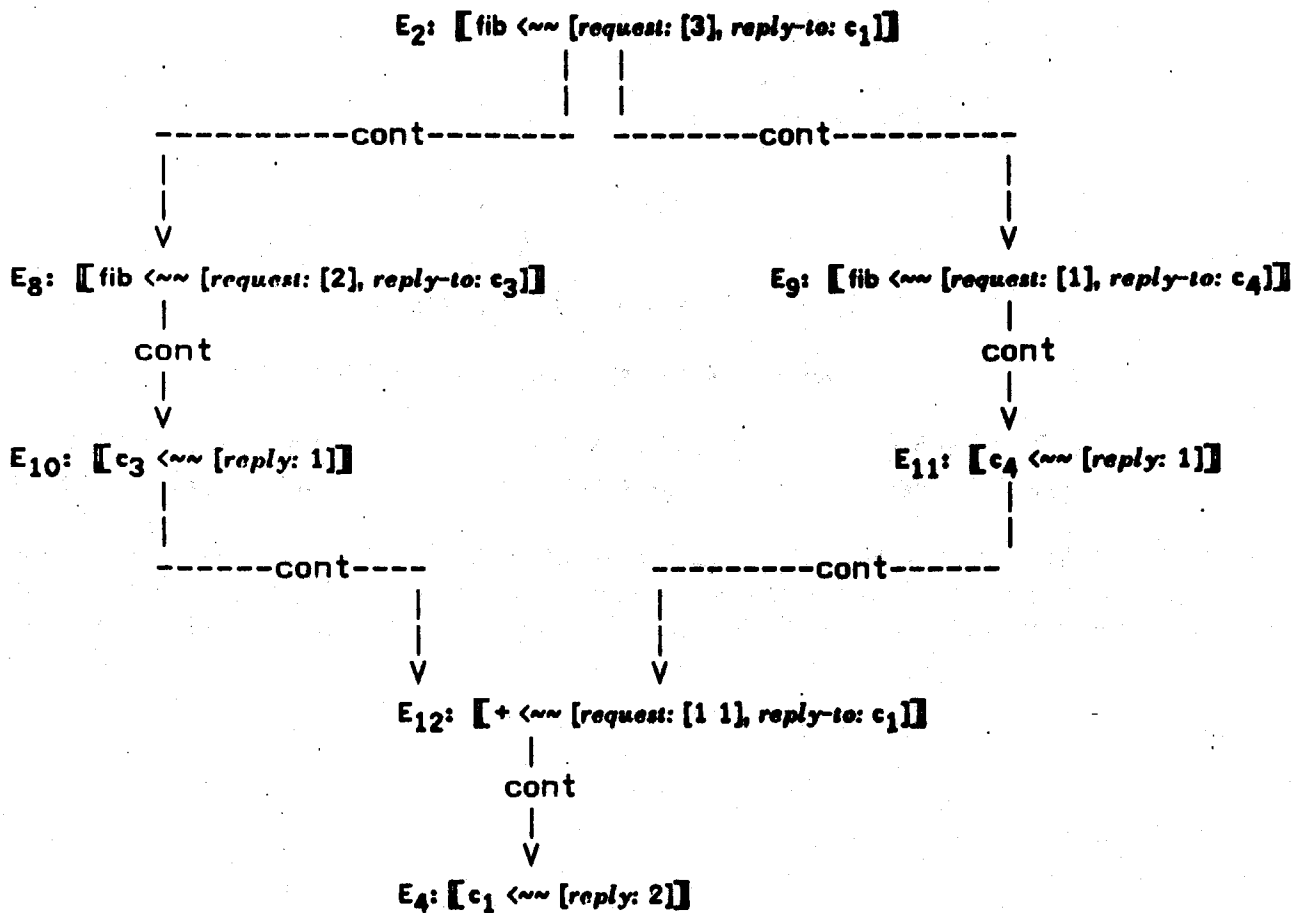 E2: [[fib <~~ [request: [3], reply-to: c1]]]
cont cont
E8: [[fib <~~ [request: [2], reply-to: c3]]] E9: [[fib <~~ [request: [1], reply-to: c4]]]
cont cont
E10: [[c3 <~~ [reply: 1]]] E11: [[c4 <~~ [reply: 1]]]
cont cont
E12: [[+ <~~ [request: [1 1], reply-to: c1]]]
cont
E4: [[c1 <~~ [reply: 2]]]